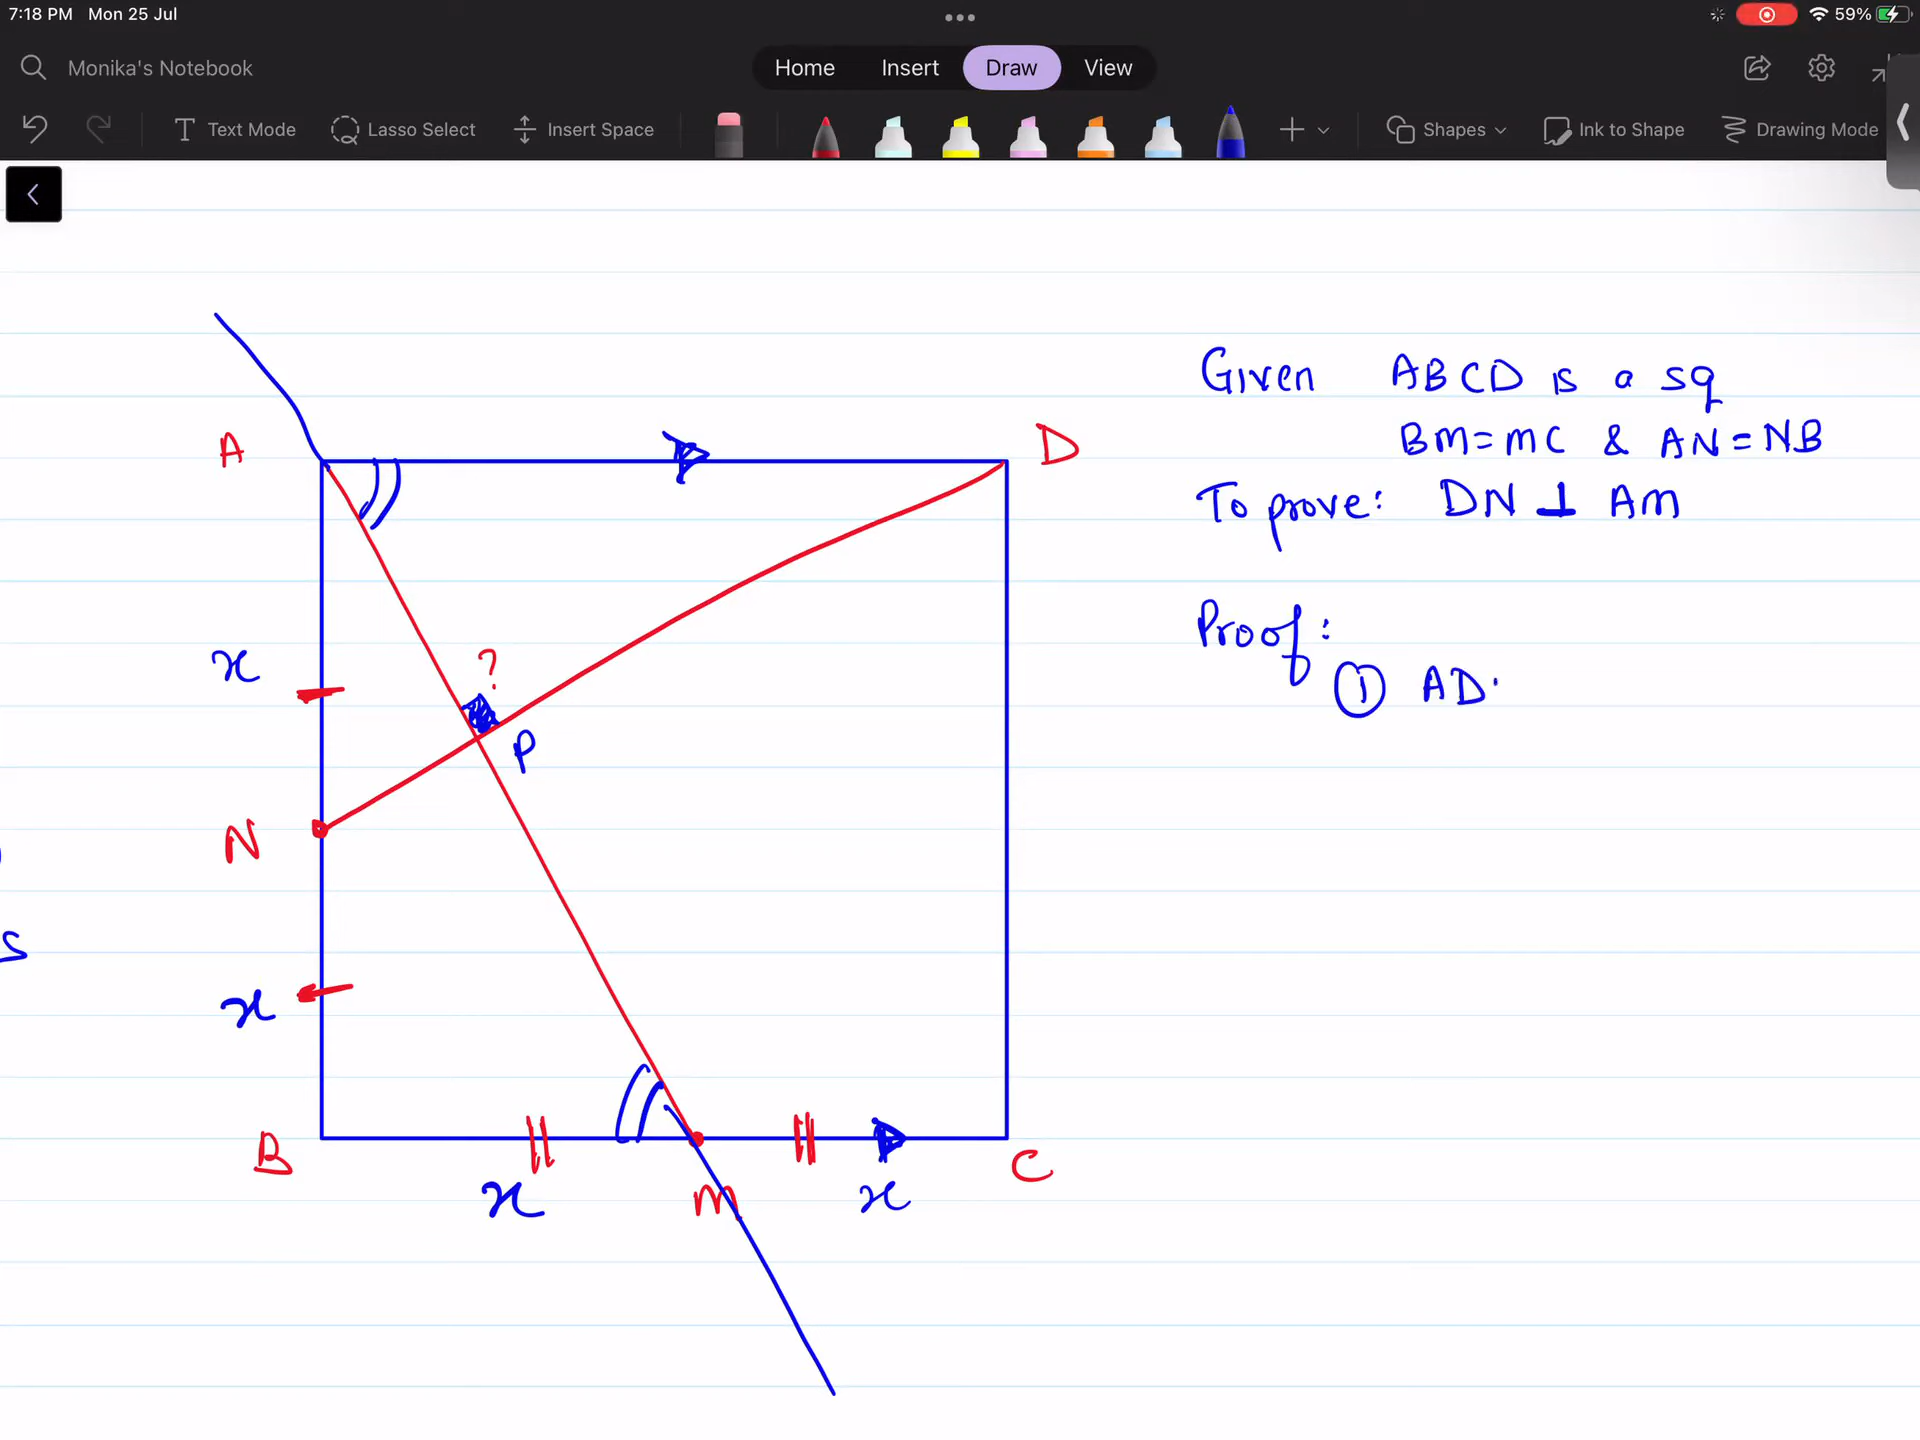 7:18 PM Mon 25 Jul
59%
Monika's Notebook
Home Insert Draw View
Text Mode Lasso Select Insert Space Shapes Ink to Shape Drawing Mode
Given ABCD is a sq
A D
BM=MC & AN=NB
To prove: DN ⊥ AM
Proof:
x ?
① AD
P
N
s
x
B C
x m x